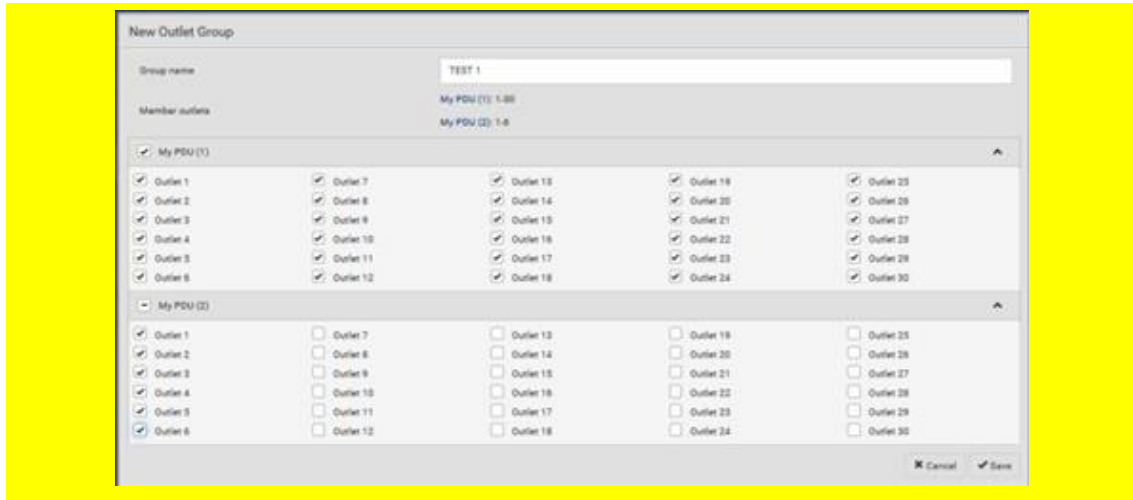 New Outlet Group
Group name TEST 1
Member outlets
My PDU (1): 1-30
My PDU (2): 1-6
My PDU (1)
Outlet 1 Outlet 7 Outlet 13 Outlet 19 Outlet 25
Outlet 2 Outlet 8 Outlet 14 Outlet 20 Outlet 26
Outlet 3 Outlet 9 Outlet 15 Outlet 21 Outlet 27
Outlet 4 Outlet 10 Outlet 16 Outlet 22 Outlet 28
Outlet 5 Outlet 11 Outlet 17 Outlet 23 Outlet 29
Outlet 6 Outlet 12 Outlet 18 Outlet 24 Outlet 30
My PDU (2)
Outlet 1 Outlet 7 Outlet 13 Outlet 19 Outlet 25
Outlet 2 Outlet 8 Outlet 14 Outlet 20 Outlet 26
Outlet 3 Outlet 9 Outlet 15 Outlet 21 Outlet 27
Outlet 4 Outlet 10 Outlet 16 Outlet 22 Outlet 28
Outlet 5 Outlet 11 Outlet 17 Outlet 23 Outlet 29
Outlet 6 Outlet 12 Outlet 18 Outlet 24 Outlet 30
Cancel Save